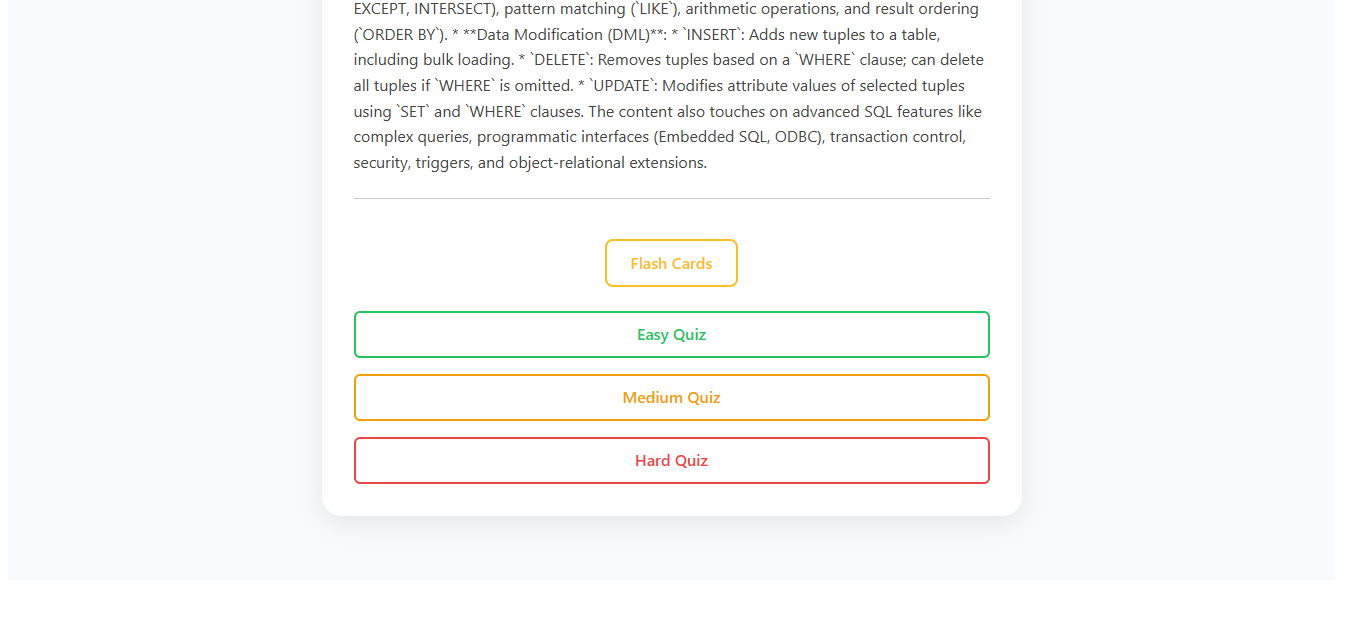 EXCEPT, INTERSECT), pattern matching (`LIKE`), arithmetic operations, and result ordering
(`ORDER BY`). * **Data Modification (DML)**: * `INSERT`: Adds new tuples to a table,
including bulk loading. * `DELETE`: Removes tuples based on a `WHERE` clause; can delete
all tuples if `WHERE` is omitted. * `UPDATE`: Modifies attribute values of selected tuples
using `SET` and `WHERE` clauses. The content also touches on advanced SQL features like
complex queries, programmatic interfaces (Embedded SQL, ODBC), transaction control,
security, triggers, and object-relational extensions.
Flash Cards
Easy Quiz
Medium Quiz
Hard Quiz